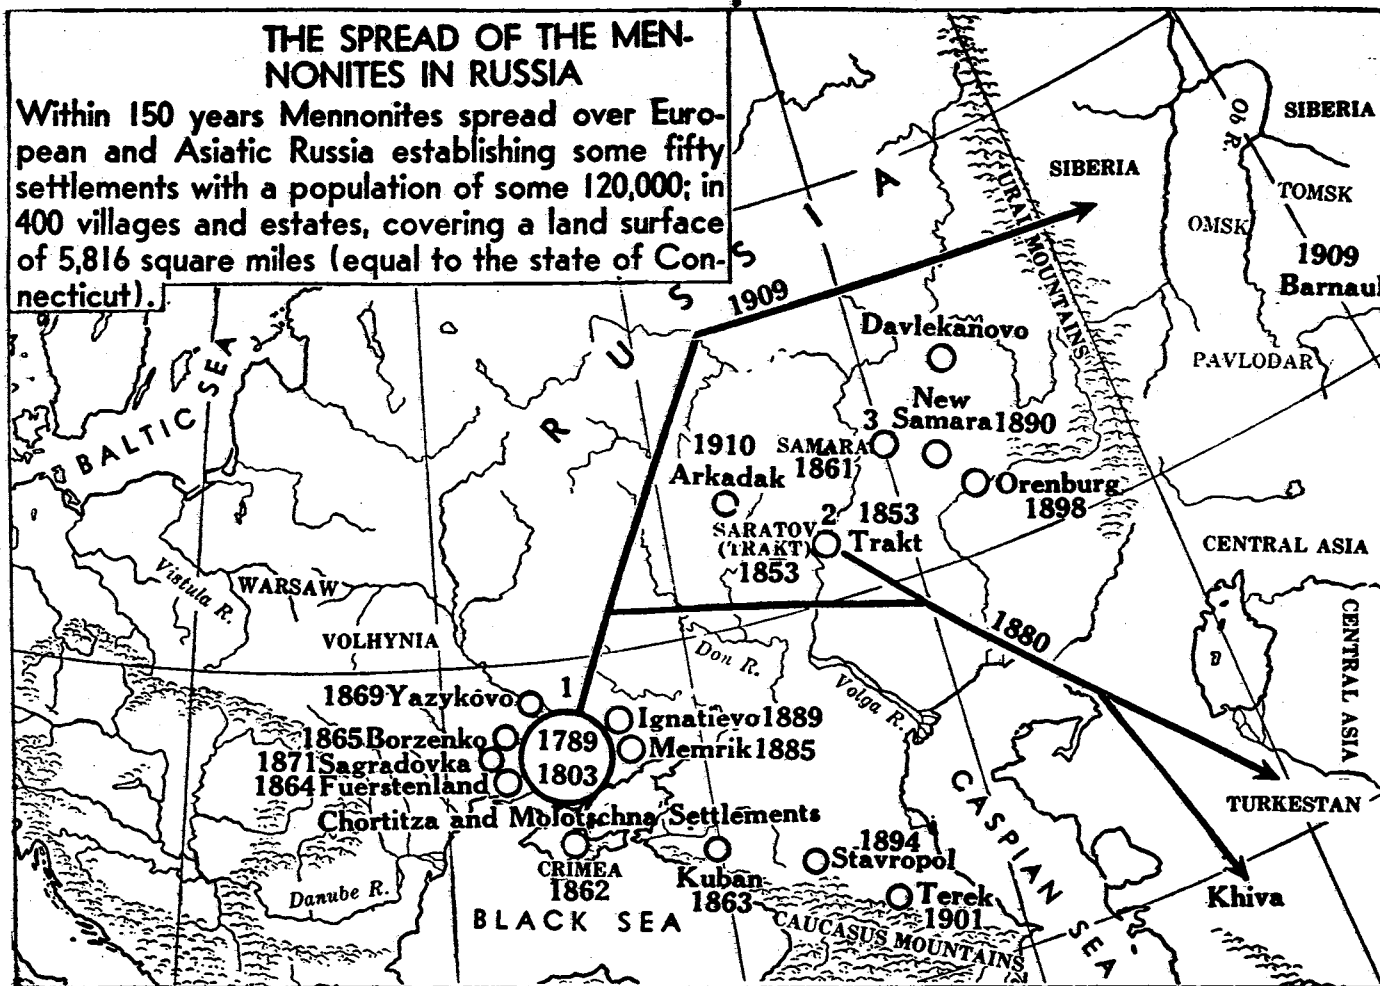 THE SPREAD OF THE MEN-
NONITES IN RUSSIA
Within 150 years Mennonites spread over Euro-
pean and Asiatic Russia establishing some fifty
settlements with a population of some 120,000; in
400 villages and estates, covering a land surface
of 5,816 square miles (equal to the state of Con-
necticut).
RUSSIA
SIBERIA
SIBERIA
Ob R.
TOMSK
OMSK
1909
Barnaul
URAL MOUNTAINS
1909
PAVLODAR
BALTIC SEA
Davlekanovo
New
Samara 1890
3
SAMARA
1861
1910
Arkadak
Orenburg
1898
SARATOV
(TRAKT)
1853
2
1853
Trakt
CENTRAL ASIA
CENTRAL ASIA
Vistula R.
WARSAW
VOLHYNIA
Don R.
Volga R.
1880
1
1869 Yazykovo
1865 Borzenko
1871 Sagradovka
1864 Fuerstenland
1789
1803
Ignatievo 1889
Memrik 1885
Chortitza and Molotschna Settlements
CRIMEA
1862
Kuban
1863
1894
Stavropol
Terek
1901
CASPIAN SEA
TURKESTAN
Khiva
Danube R.
BLACK SEA
CAUCASUS MOUNTAINS